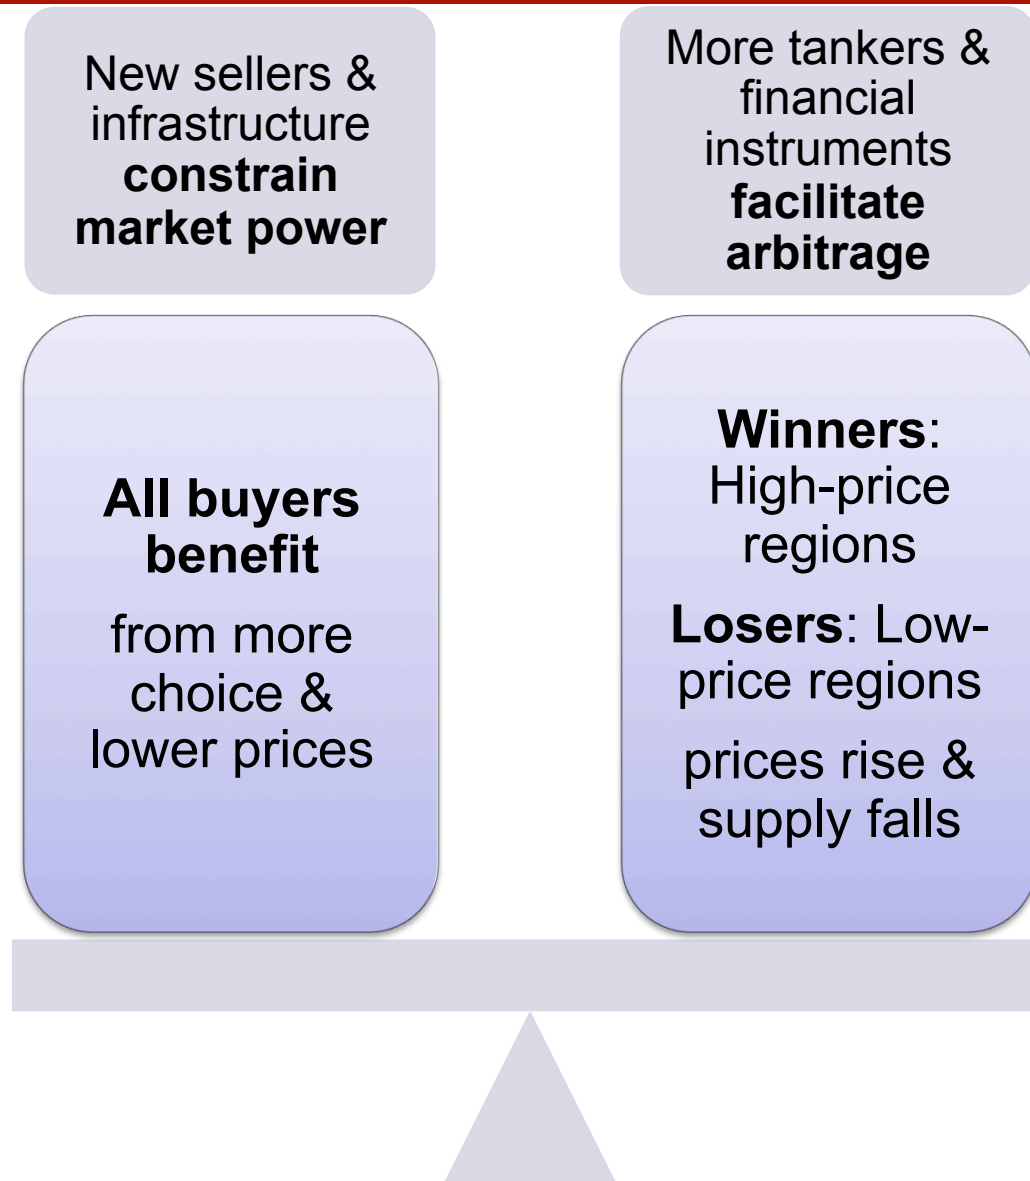 New sellers &
infrastructure
constrain
market power
All buyers
benefit
from more
choice &
lower prices
More tankers &
financial
instruments
facilitate
arbitrage
Winners:
High-price
regions
Losers: Low-
price regions
prices rise &
supply falls